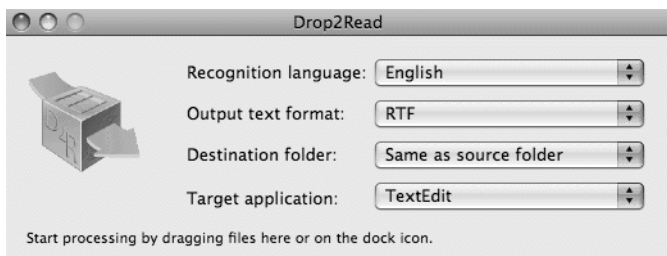 Drop2Read
Recognition language: English
Output text format: RTF
Destination folder: Same as source folder
Target application: TextEdit
D4R
Start processing by dragging files here or on the dock icon.